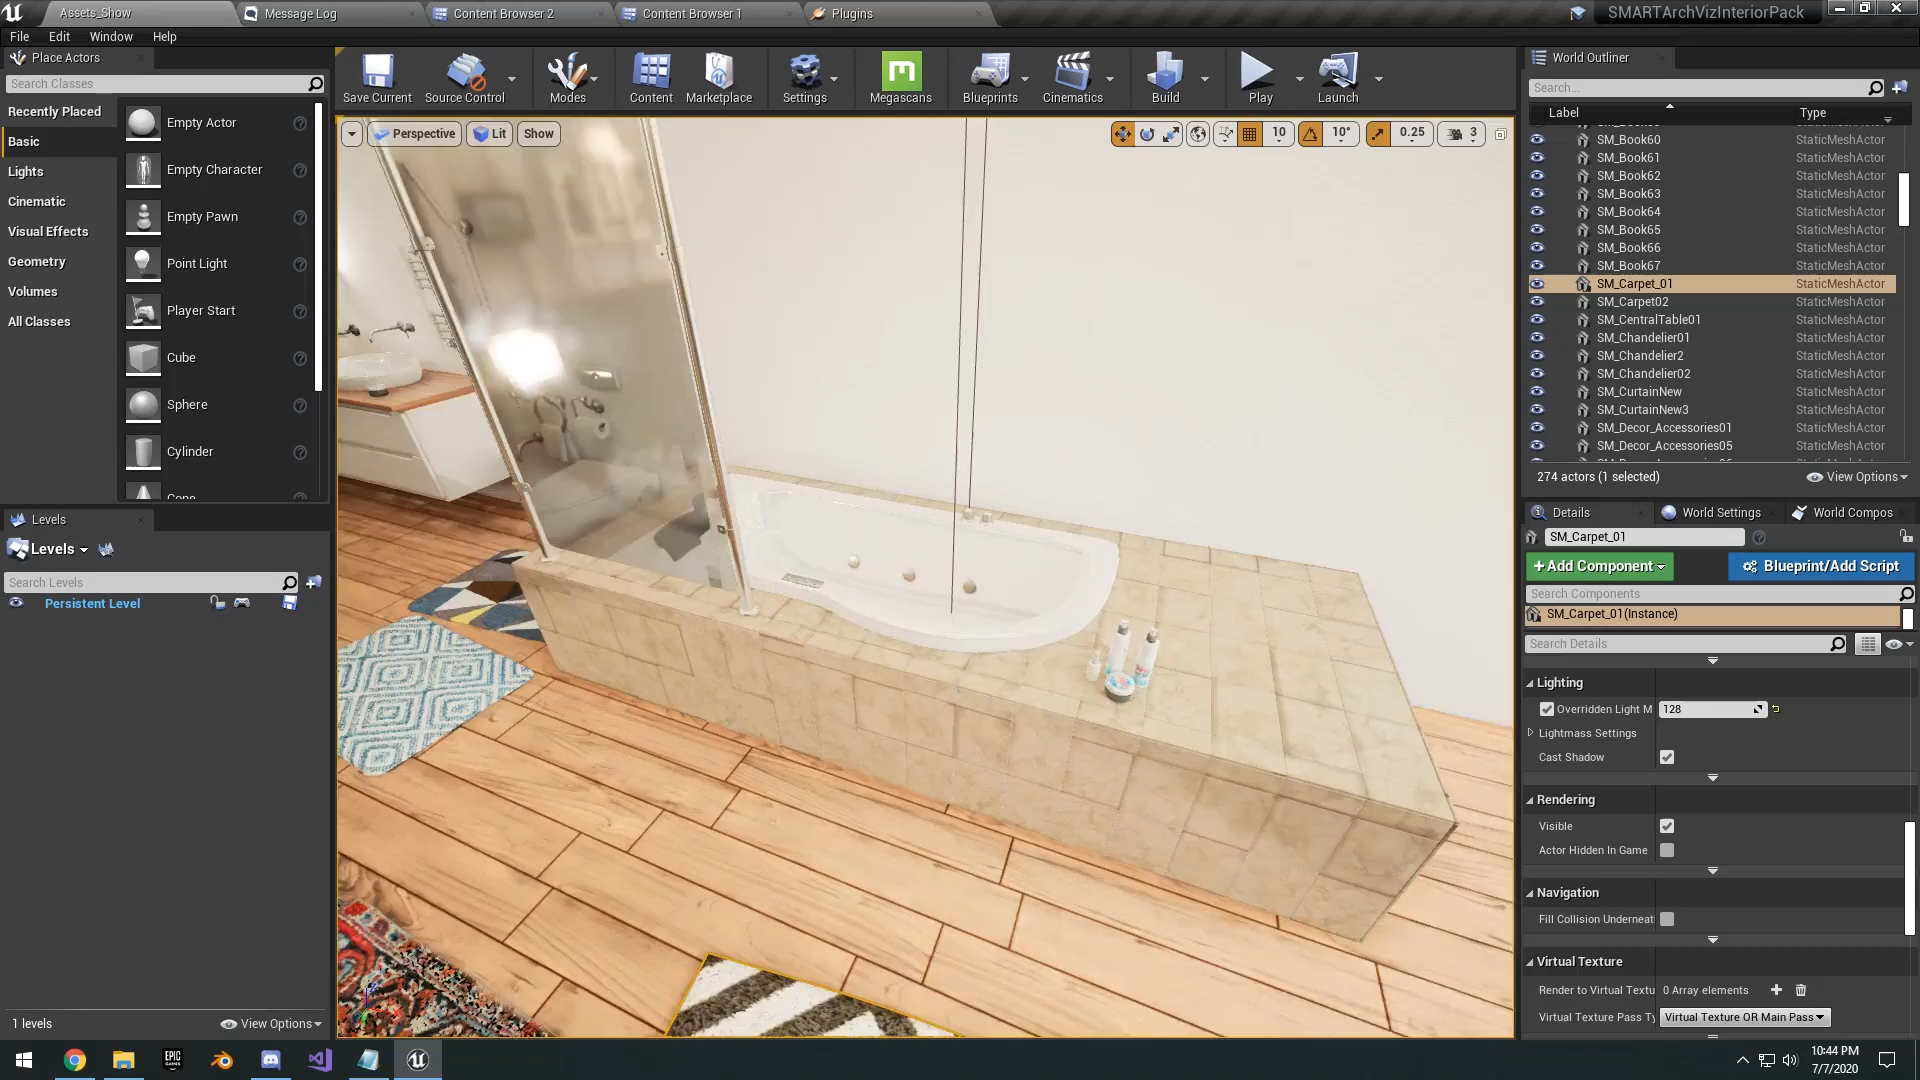 Assets_Show
Message Log
Content Browser 2
Content Browser 1
Plugins
SMARTArchVizInteriorPack
File
Edit
Window
Help
Place Actors
Search Classes
Recently Placed
Basic
Lights
Cinematic
Visual Effects
Geometry
Volumes
All Classes
Empty Actor
Empty Character
Empty Pawn
Point Light
Player Start
Cube
Sphere
Cylinder
Cone
Save Current
Source Control
Modes
Content
Marketplace
Settings
Megascans
Blueprints
Cinematics
Build
Play
Launch
Perspective
Lit
Show
10
10°
0.25
3
Levels
Levels
Search Levels
Persistent Level
1 levels
View Options
World Outliner
Search...
Label
Type
SM_Book60 StaticMeshActor
SM_Book61 StaticMeshActor
SM_Book62 StaticMeshActor
SM_Book63 StaticMeshActor
SM_Book64 StaticMeshActor
SM_Book65 StaticMeshActor
SM_Book66 StaticMeshActor
SM_Book67 StaticMeshActor
SM_Carpet_01 StaticMeshActor
SM_Carpet02 StaticMeshActor
SM_CentralTable01 StaticMeshActor
SM_Chandelier01 StaticMeshActor
SM_Chandelier2 StaticMeshActor
SM_Chandelier02 StaticMeshActor
SM_CurtainNew StaticMeshActor
SM_CurtainNew3 StaticMeshActor
SM_Decor_Accessories01 StaticMeshActor
SM_Decor_Accessories05 StaticMeshActor
274 actors (1 selected)
View Options
Details
World Settings
World Compos
SM_Carpet_01
+Add Component
Blueprint/Add Script
Search Components
SM_Carpet_01(Instance)
Search Details
Lighting
Overridden Light M 128
Lightmass Settings
Cast Shadow
Rendering
Visible
Actor Hidden In Game
Navigation
Fill Collision Underneat
Virtual Texture
Render to Virtual Textu 0 Array elements
Virtual Texture Pass Ty Virtual Texture OR Main Pass
EPIC GAMES
10:44 PM
7/7/2020